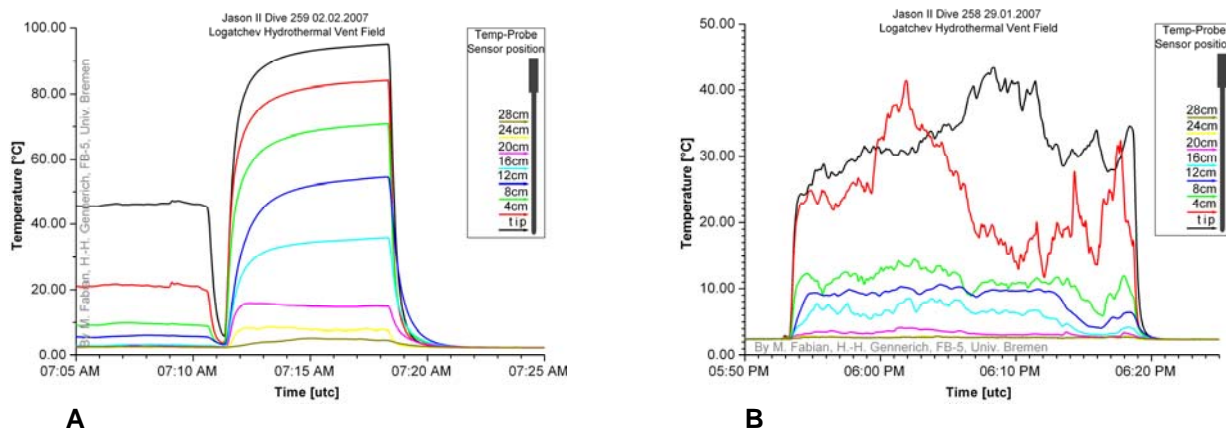 Jason II Dive 259 02.02.2007
Logatchev Hydrothermal Vent Field
100.00
80.00
60.00
40.00
20.00
0.00
Temperature [°C]
By M. Fabian, H.-H. Gennerich, FB-5, Univ. Bremen
Temp-Probe
Sensor position
28cm
24cm
20cm
16cm
12cm
8cm
4cm
tip
07:05 AM 07:10 AM 07:15 AM 07:20 AM 07:25 AM
Time [utc]
A
Jason II Dive 258 29.01.2007
Logatchev Hydrothermal Vent Field
50.00
40.00
30.00
20.00
10.00
0.00
Temperature [°C]
Temp-Probe
Sensor position
28cm
24cm
20cm
16cm
12cm
8cm
4cm
tip
By M. Fabian, H.-H. Gennerich, FB-5, Univ. Bremen
05:50 PM 06:00 PM 06:10 PM 06:20 PM
Time [utc]
B